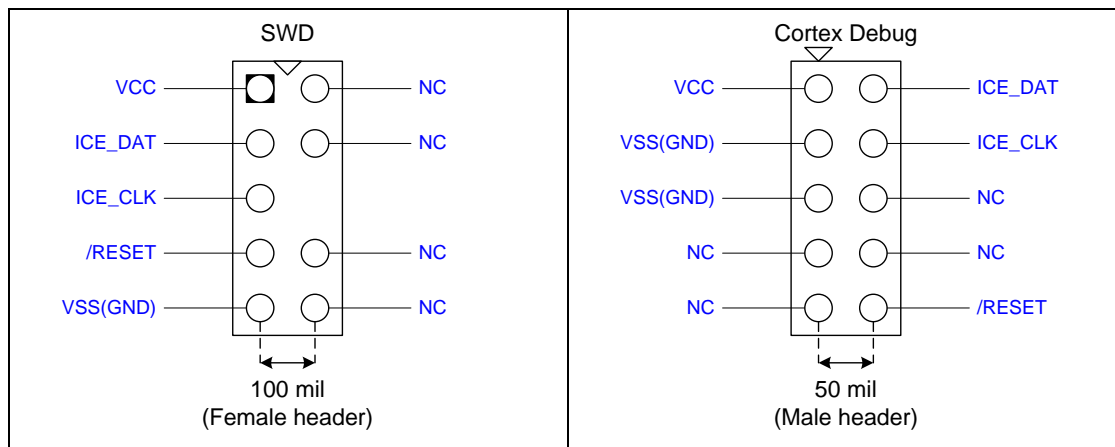 SWD
VCC
NC
ICE_DAT
NC
ICE_CLK
/RESET
NC
VSS(GND)
NC
100 mil
(Female header)
Cortex Debug
VCC
ICE_DAT
VSS(GND)
ICE_CLK
VSS(GND)
NC
NC
NC
NC
/RESET
50 mil
(Male header)